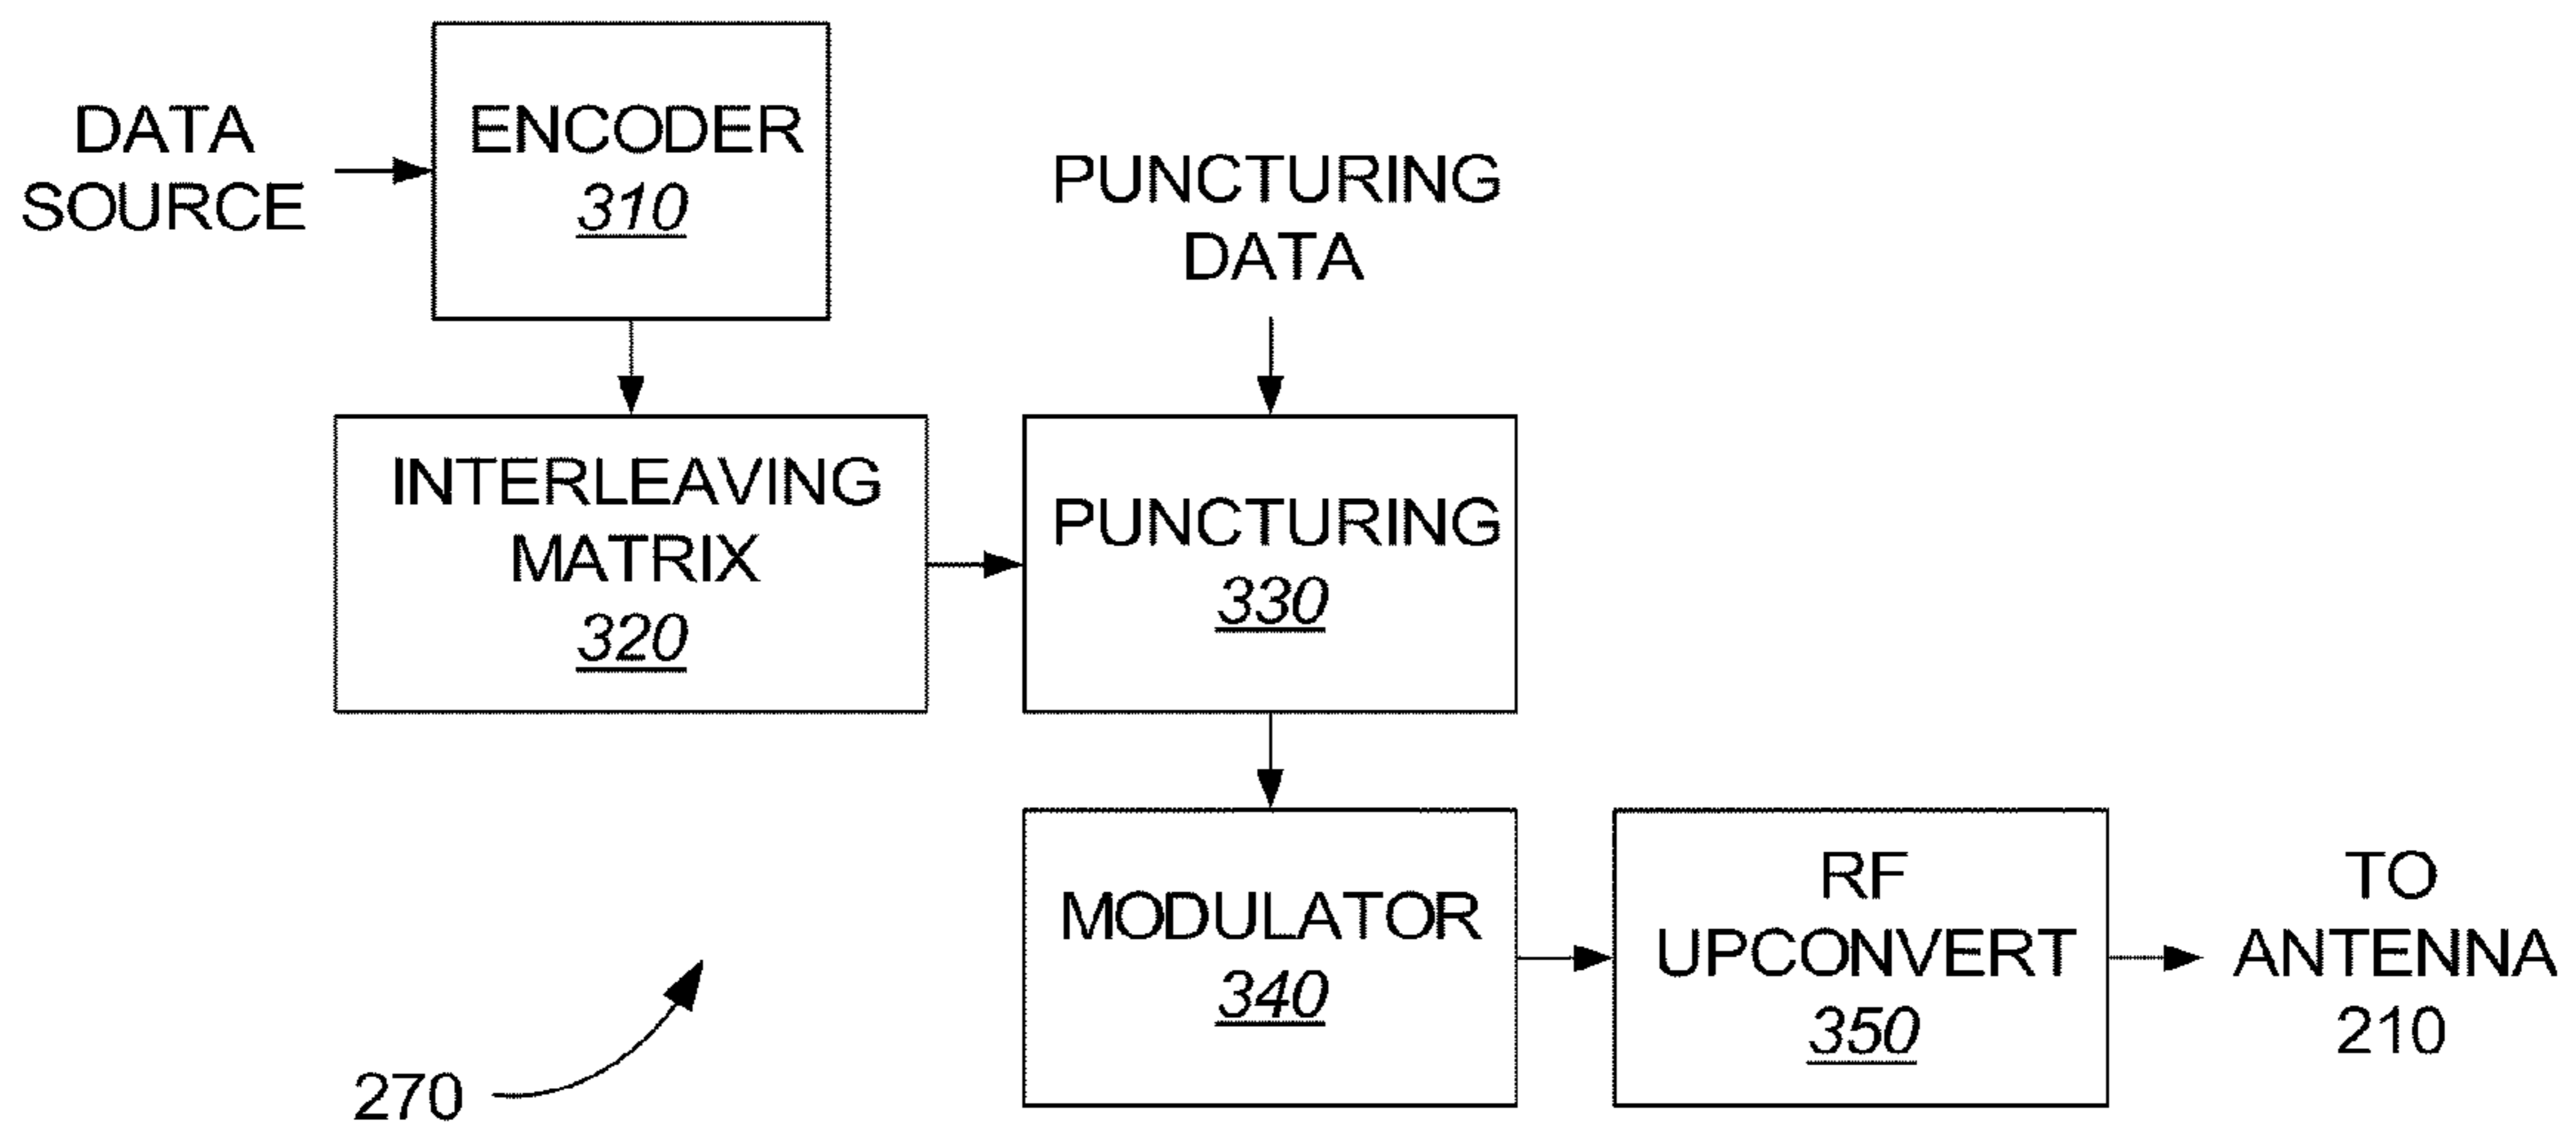 DATA
SOURCE
ENCODER
310
PUNCTURING
DATA
INTERLEAVING
MATRIX
320
PUNCTURING
330
MODULATOR
340
RF
UPCONVERT
350
TO
ANTENNA
210
270